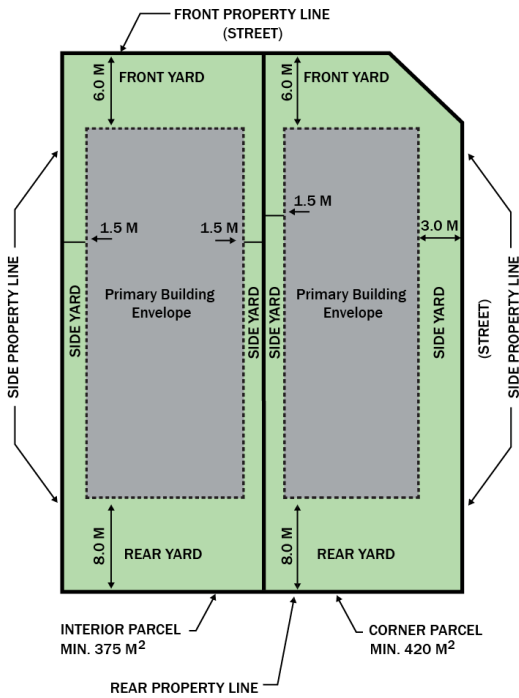 FRONT PROPERTY LINE
(STREET)
6.0 M
FRONT YARD
6.0 M
FRONT YARD
1.5 M
1.5 M
1.5 M
3.0 M
SIDE PROPERTY LINE
SIDE YARD
Primary Building
Envelope
SIDE YARD
SIDE YARD
Primary Building
Envelope
SIDE YARD
(STREET)
SIDE PROPERTY LINE
8.0 M
REAR YARD
8.0 M
REAR YARD
INTERIOR PARCEL
MIN. 375 M²
CORNER PARCEL
MIN. 420 M²
REAR PROPERTY LINE